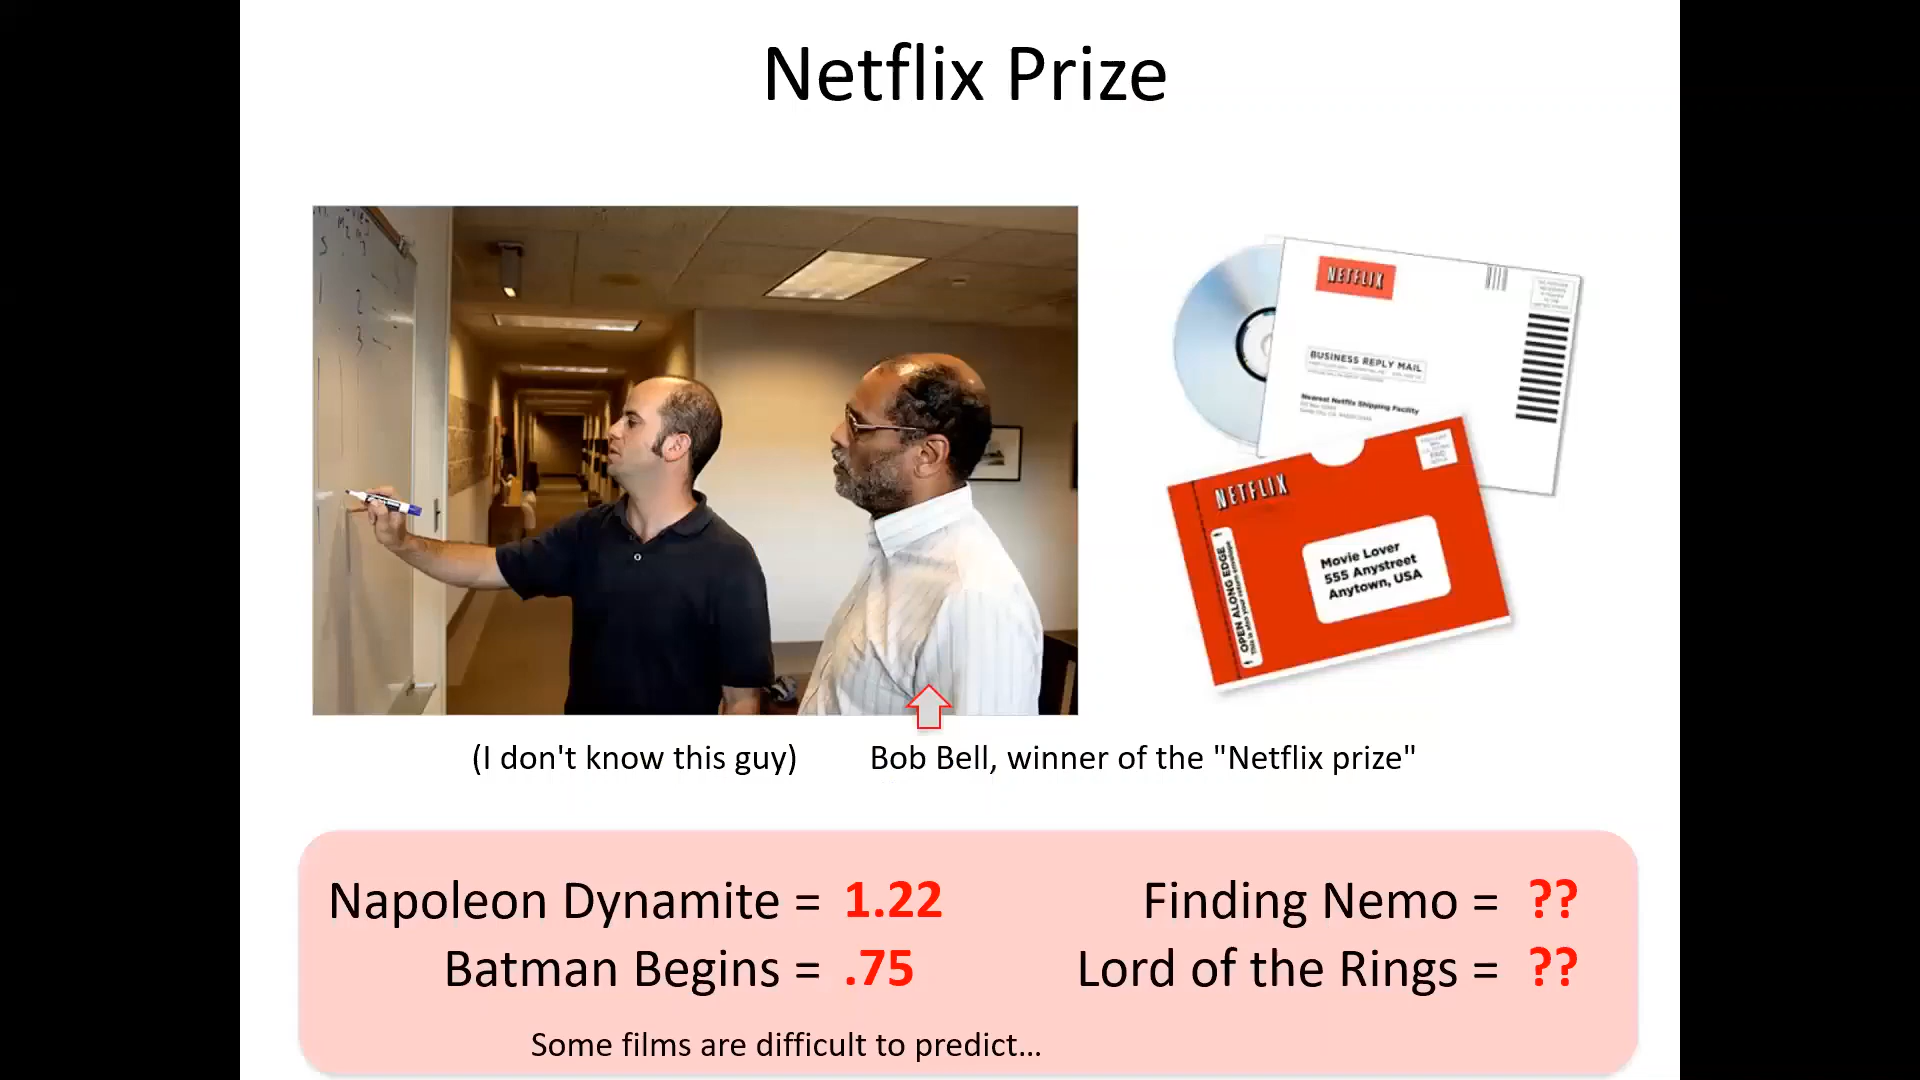 Netflix Prize
NETFLIX
BUSINESS REPLY MAIL
Nearest Netflix Shipping Facility
NETFLIX
OPEN ALONG EDGE
Movie Lover
555 Anystreet
Anytown, USA
(I don't know this guy)
Bob Bell, winner of the "Netflix prize"
Napoleon Dynamite = 1.22
Finding Nemo = ??
Batman Begins = .75
Lord of the Rings = ??
Some films are difficult to predict...